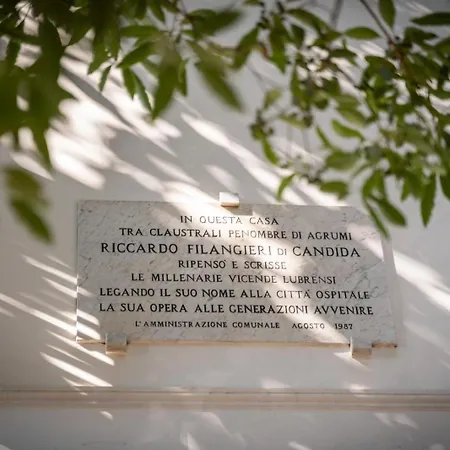 IN QUESTA CASA
TRA CLAUSTRALI PENOMBRE DI AGRUMI
RICCARDO FILANGIERI DI CANDIDA
RIPENSO E SCRISSE
LE MILLENARIE VICENDE LUBRENSI
LEGANDO IL SUO NOME ALLA CITTÀ OSPITALE
LA SUA OPERA ALLE GENERAZIONI AVVENIRE
L'AMMINISTRAZIONE COMUNALE AGOSTO 1987